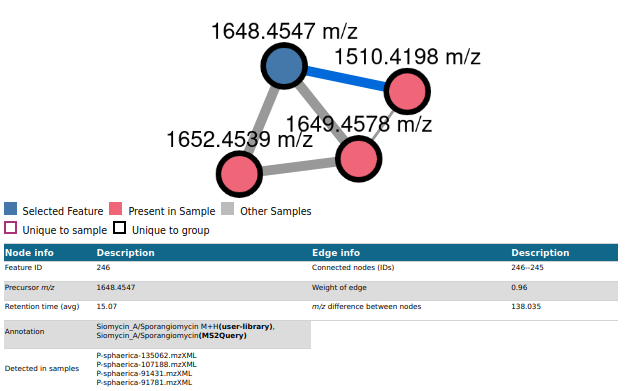 1648.4547 m/z
1510.4198 m/z
1649.4578 m/z
1652.4539 m/z
Selected Feature Present in Sample Other Samples
Unique to sample Unique to group
Node info Description Edge info Description
Feature ID 246 Connected nodes (IDs) 246--245
Precursor m/z 1648.4547 Weight of edge 0.96
Retention time (avg) 15.07 m/z difference between nodes 138.035
Annotation Siomycin_A/Sporangiomycin M+H(user-library),
Siomycin_A/Sporangiomycin(MS2Query)
Detected in samples P-sphaerica-135062.mzXML
P-sphaerica-107188.mzXML
P-sphaerica-91431.mzXML
P-sphaerica-91781.mzXML